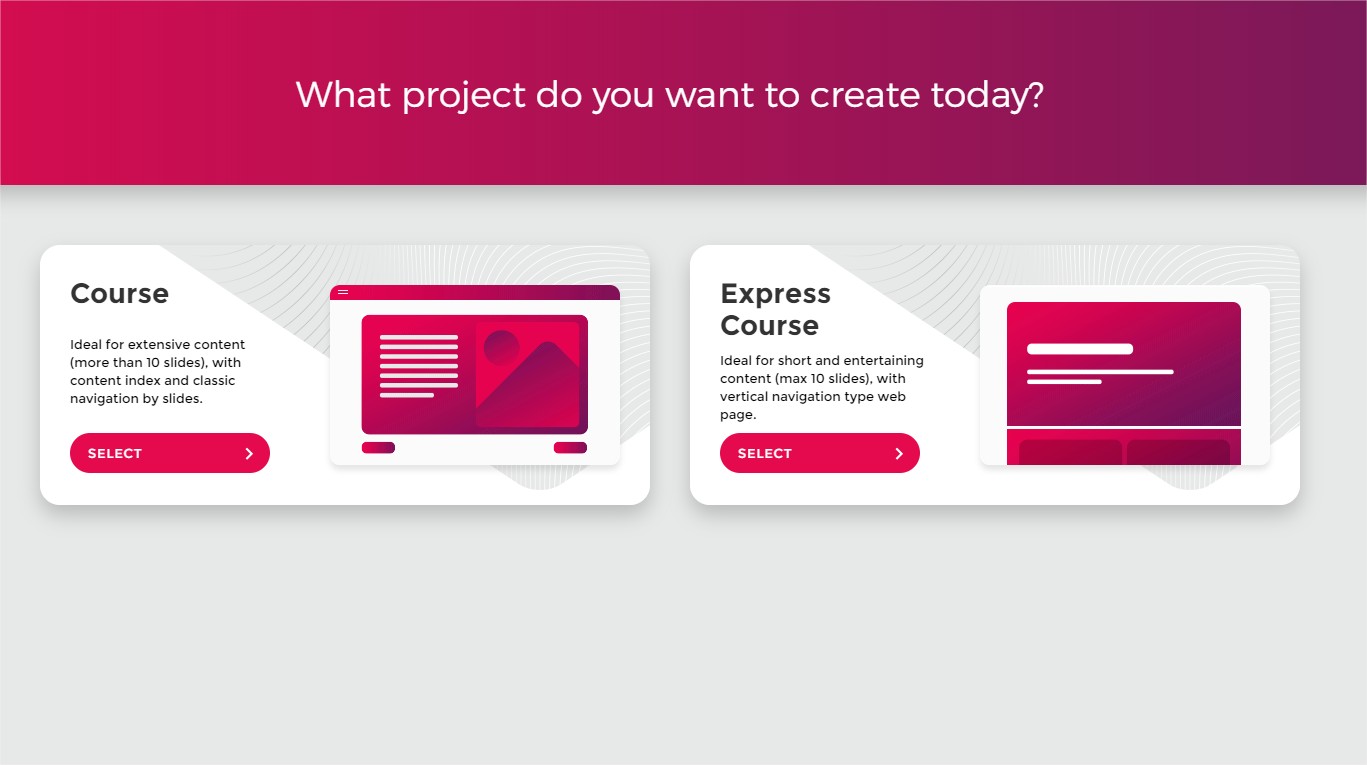 What project do you want to create today?
Course
Ideal for extensive content
(more than 10 slides), with
content index and classic
navigation by slides.
SELECT
Express
Course
Ideal for short and entertaining
content (max 10 slides), with
vertical navigation type web
page.
SELECT